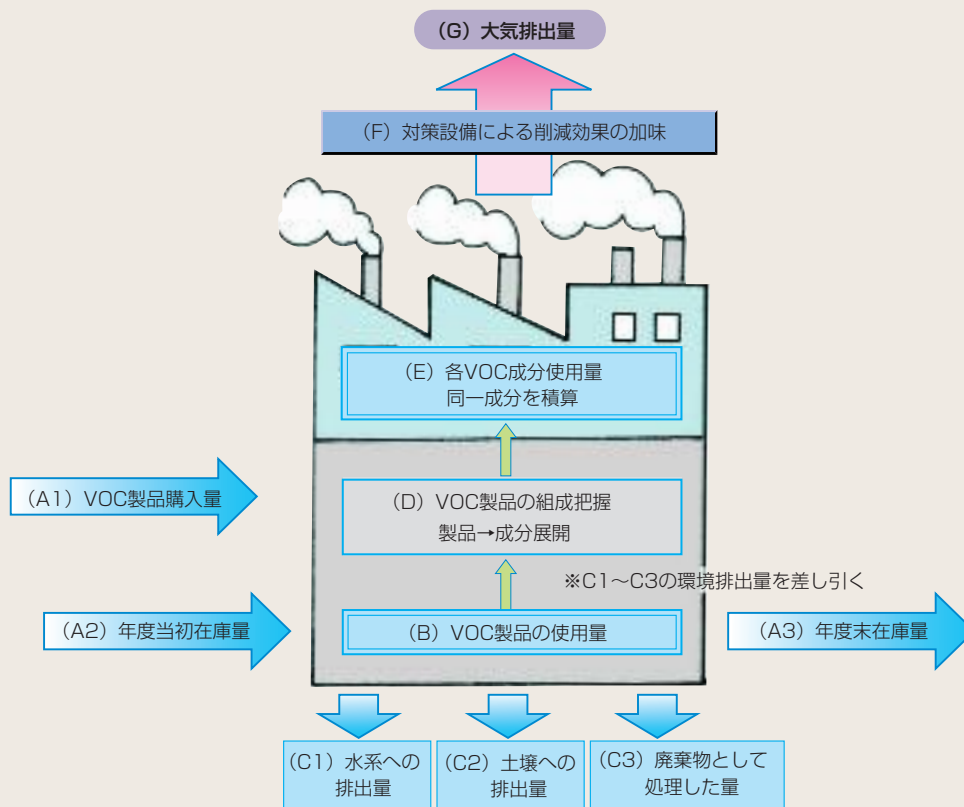 （G）大気排出量
（F）対策設備による削減効果の加味
（E）各VOC成分使用量
同一成分を積算
（A1）VOC製品購入量
（D）VOC製品の組成把握
製品→成分展開
※C1～C3の環境排出量を差し引く
（A2）年度当初在庫量
（B）VOC製品の使用量
（A3）年度末在庫量
（C1）水系への
排出量
（C2）土壌への
排出量
（C3）廃棄物として
処理した量